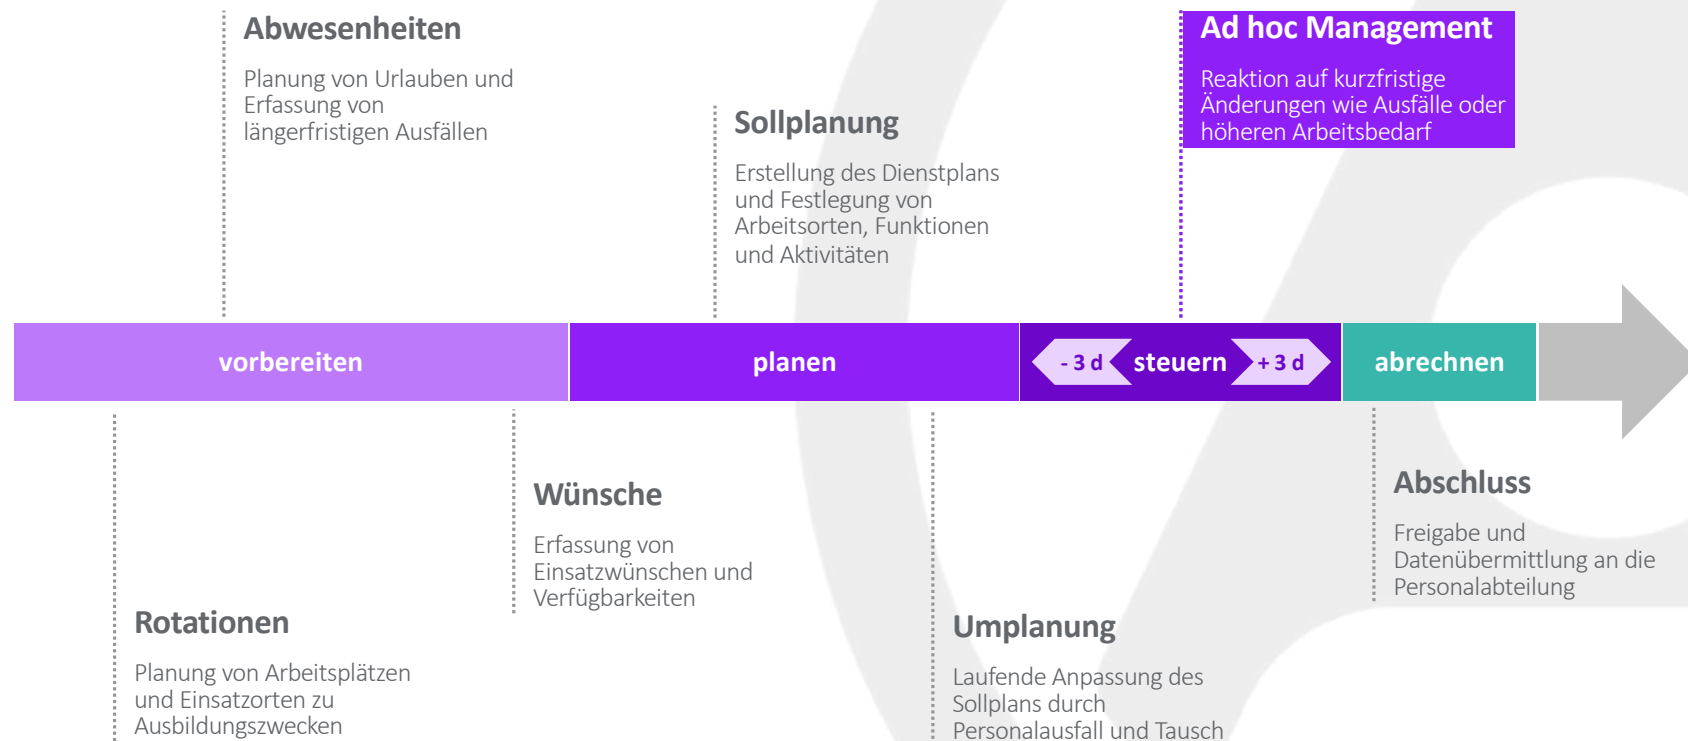 Abwesenheiten
Planung von Urlauben und
Erfassung von
längerfristigen Ausfällen
Sollplanung
Erstellung des Dienstplans
und Festlegung von
Arbeitsorten, Funktionen
und Aktivitäten
Ad hoc Management
Reaktion auf kurzfristige
Änderungen wie Ausfälle oder
höheren Arbeitsbedarf
vorbereiten
planen
- 3 d
steuern
+ 3 d
abrechnen
Rotationen
Planung von Arbeitsplätzen
und Einsatzorten zu
Ausbildungszwecken
Wünsche
Erfassung von
Einsatzwünschen und
Verfügbarkeiten
Umplanung
Laufende Anpassung des
Sollplans durch
Personalausfall und Tausch
Abschluss
Freigabe und
Datenübermittlung an die
Personalabteilung